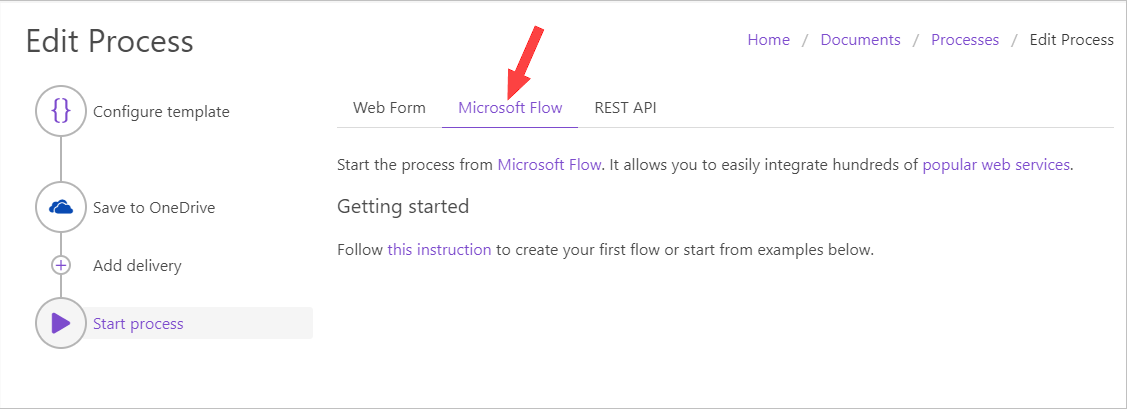 Edit Process
Home / Documents / Processes / Edit Process
{} Configure template
Save to OneDrive
+ Add delivery
Start process
Web Form Microsoft Flow REST API
Start the process from Microsoft Flow. It allows you to easily integrate hundreds of popular web services.
Getting started
Follow this instruction to create your first flow or start from examples below.